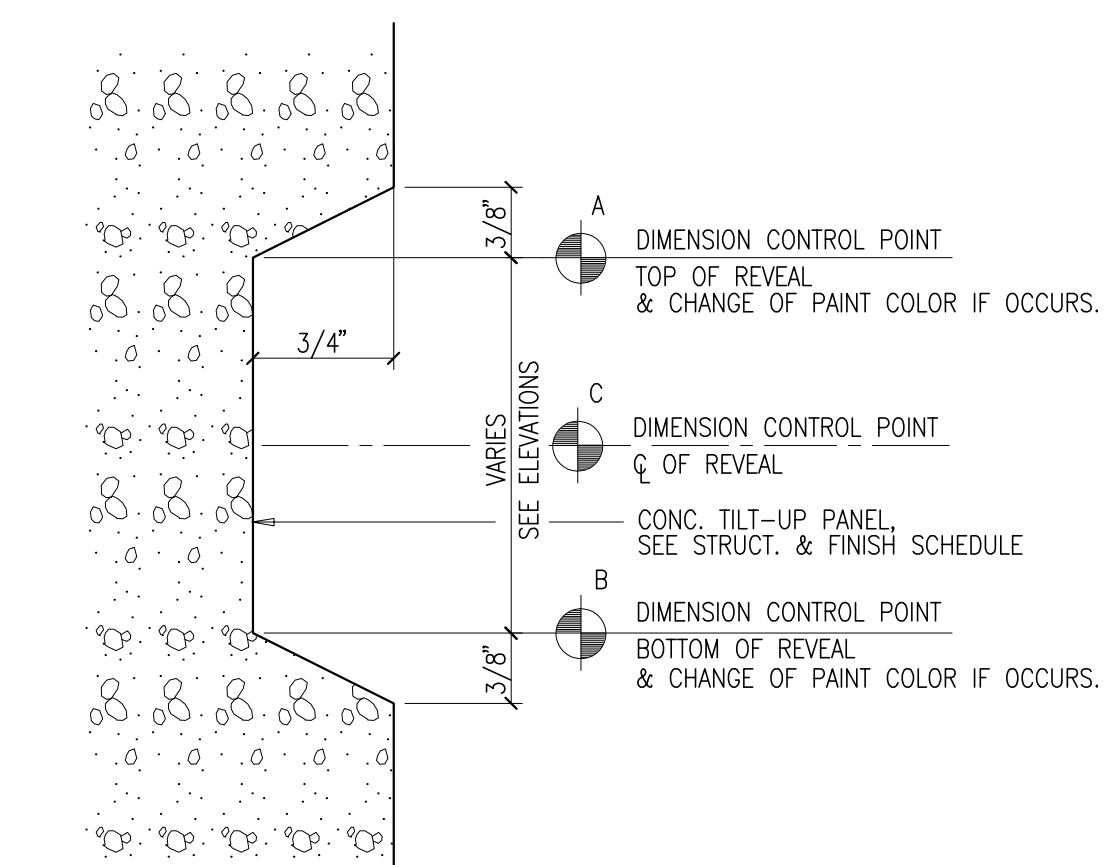 A
3/8"
DIMENSION CONTROL POINT
TOP OF REVEAL
& CHANGE OF PAINT COLOR IF OCCURS.
3/4"
C
VARIES
SEE ELEVATIONS
DIMENSION CONTROL POINT
℄ OF REVEAL
CONC. TILT-UP PANEL,
SEE STRUCT. & FINISH SCHEDULE
B
DIMENSION CONTROL POINT
BOTTOM OF REVEAL
3/8"
& CHANGE OF PAINT COLOR IF OCCURS.